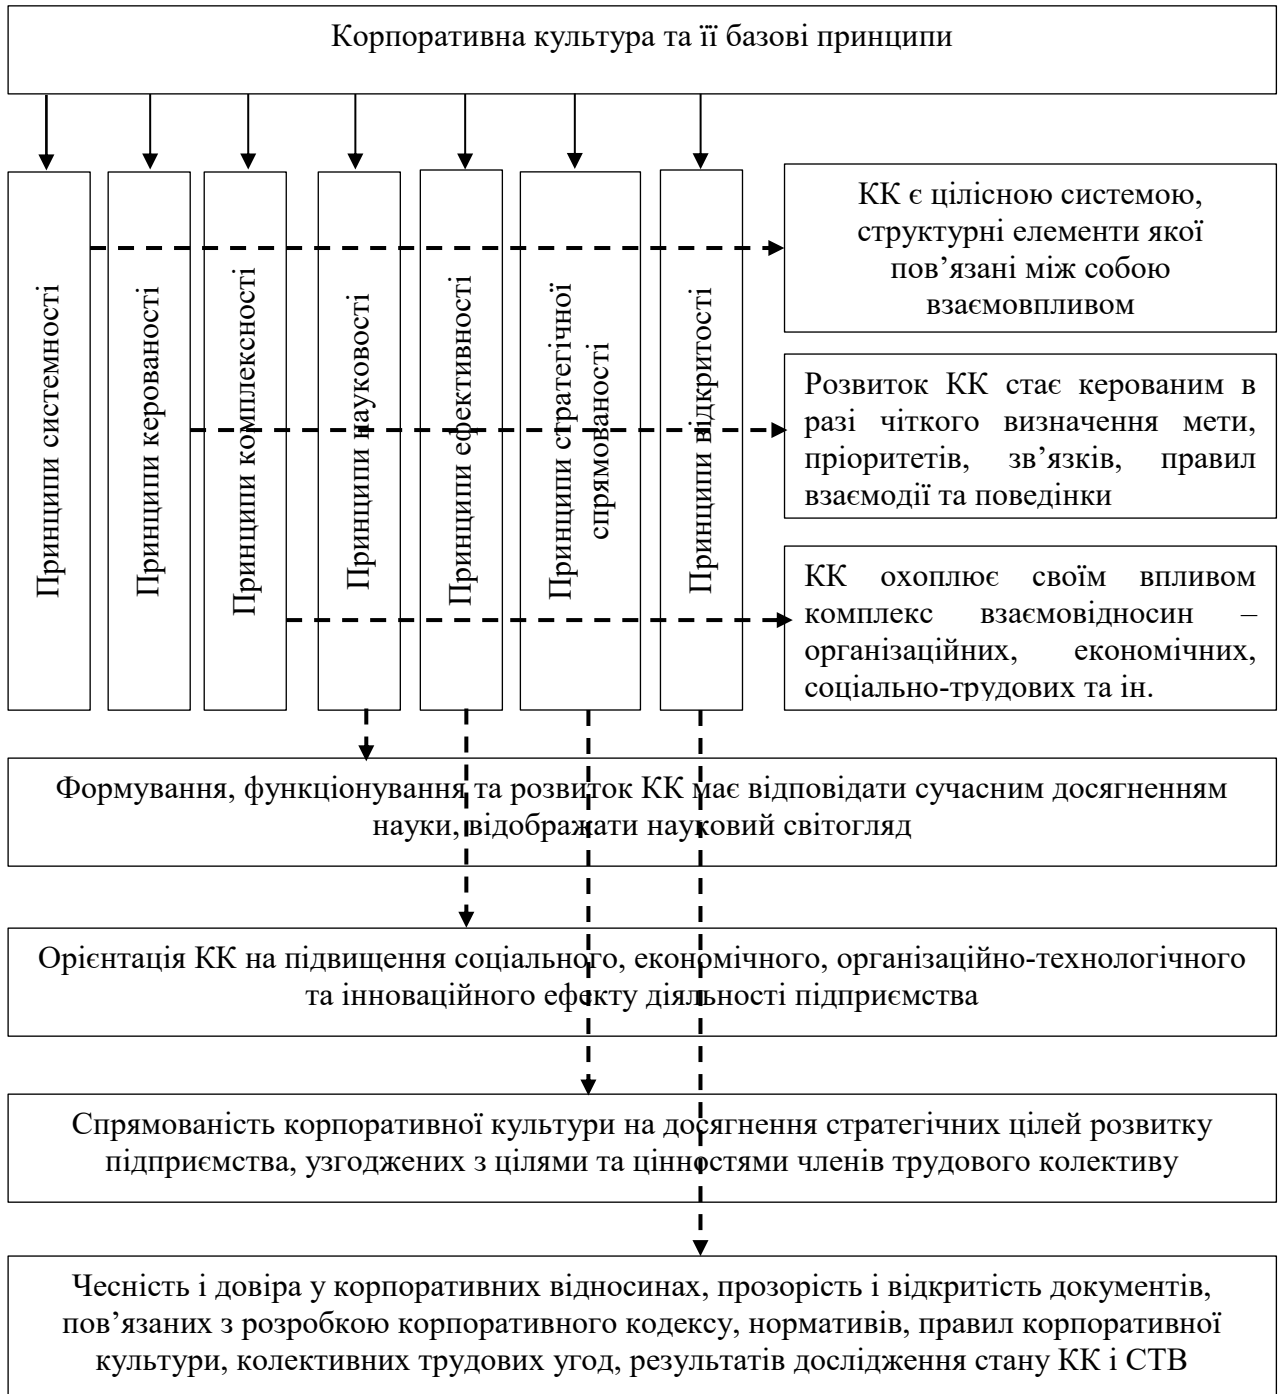 Корпоративна культура та її базові принципи
Принципи системності
Принципи керованості
Принципи комплексності
Принципи науковості
Принципи ефективності
Принципи стратегічної
спрямованості
Принципи відкритості
КК є цілісною системою,
структурні елементи якої
пов’язані між собою
взаємовпливом
Розвиток КК стає керованим в
разі чіткого визначення мети,
пріоритетів, зв’язків, правил
взаємодії та поведінки
КК охоплює своїм впливом
комплекс взаємовідносин –
організаційних, економічних,
соціально-трудових та ін.
Формування, функціонування та розвиток КК має відповідати сучасним досягненням
науки, відображати науковий світогляд
Орієнтація КК на підвищення соціального, економічного, організаційно-технологічного
та інноваційного ефекту діяльності підприємства
Спрямованість корпоративної культури на досягнення стратегічних цілей розвитку
підприємства, узгоджених з цілями та цінностями членів трудового колективу
Чесність і довіра у корпоративних відносинах, прозорість і відкритість документів,
пов’язаних з розробкою корпоративного кодексу, нормативів, правил корпоративної
культури, колективних трудових угод, результатів дослідження стану КК і СТВ